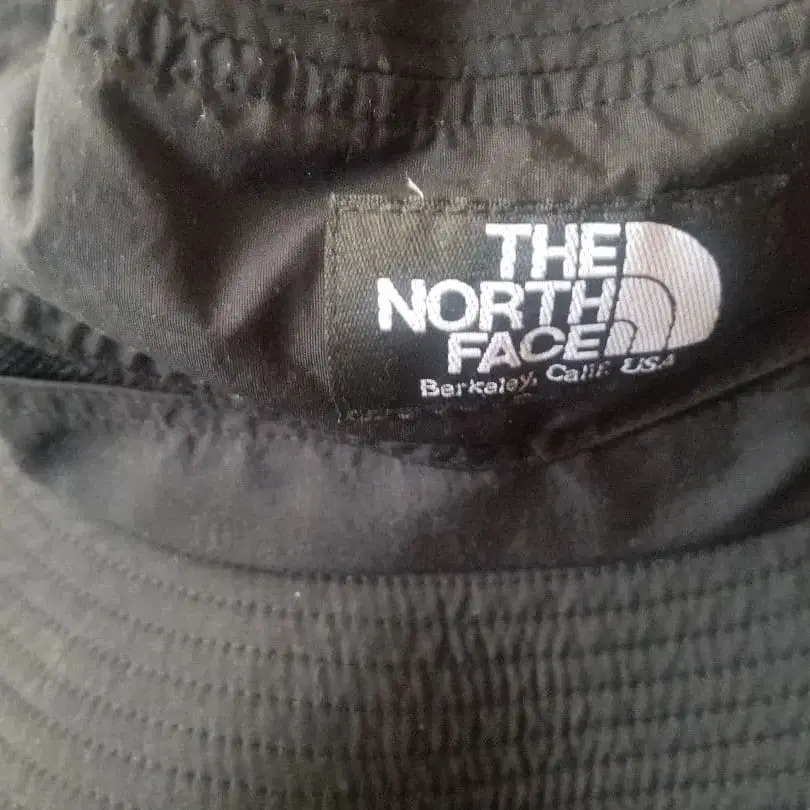 THE
NORTH
FACE
Berkeley, Calif. USA